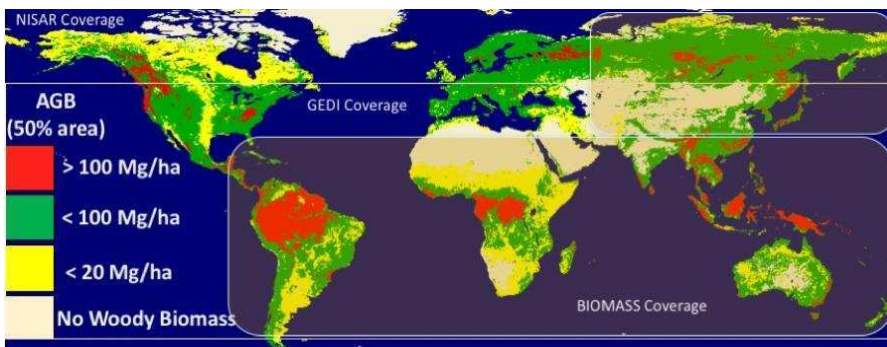 NISAR Coverage
GEDI Coverage
AGB
(50% area)
> 100 Mg/ha
< 100 Mg/ha
< 20 Mg/ha
No Woody Biomass
BIOMASS Coverage